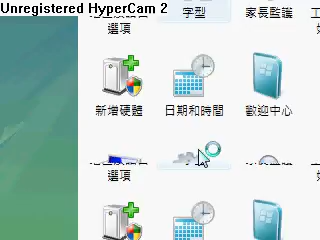 Unregistered HyperCam 2
字型 家長監護
選項
新增硬體 日期和時間 歡迎中心
選項